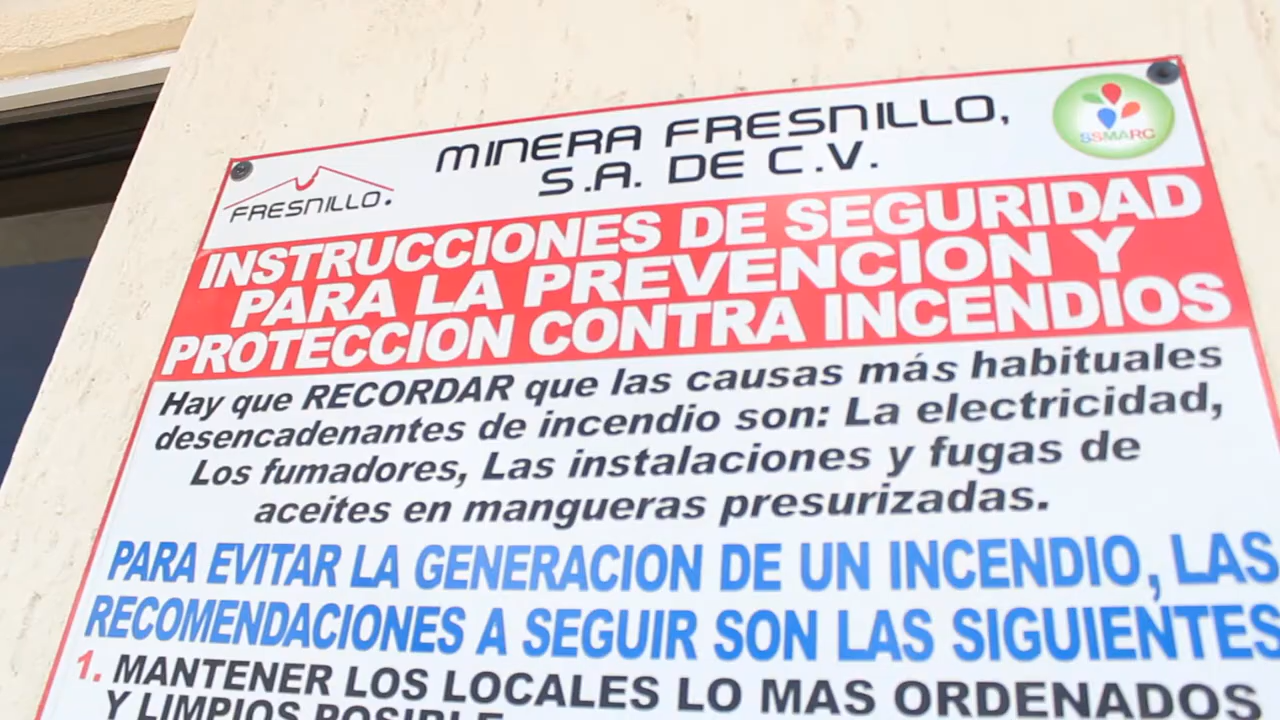 MINERA FRESNILLO,
S.A. DE C.V.
FRESNILLO.
SSMARC
INSTRUCCIONES DE SEGURIDAD
PARA LA PREVENCION Y
PROTECCION CONTRA INCENDIOS
Hay que RECORDAR que las causas más habituales
desencadenantes de incendio son: La electricidad,
Los fumadores, Las instalaciones y fugas de
aceites en mangueras presurizadas.
PARA EVITAR LA GENERACION DE UN INCENDIO, LAS
RECOMENDACIONES A SEGUIR SON LAS SIGUIENTES
1. MANTENER LOS LOCALES LO MAS ORDENADOS
Y LIMPIOS POSIBLE